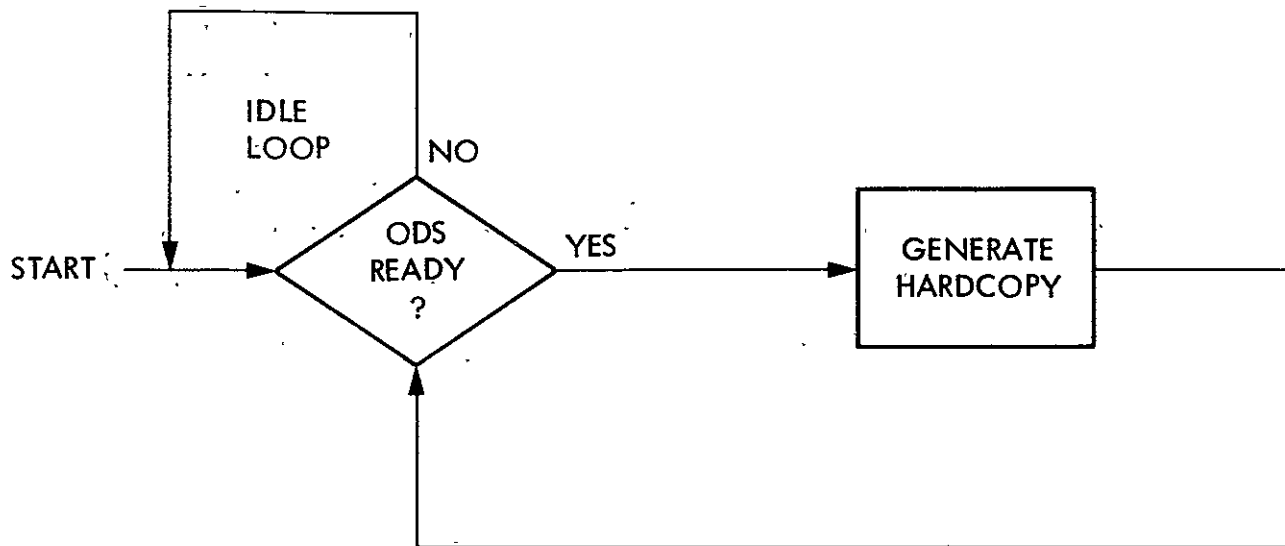 IDLE
LOOP
NO
START
ODS
READY
?
YES
GENERATE
HARDCOPY